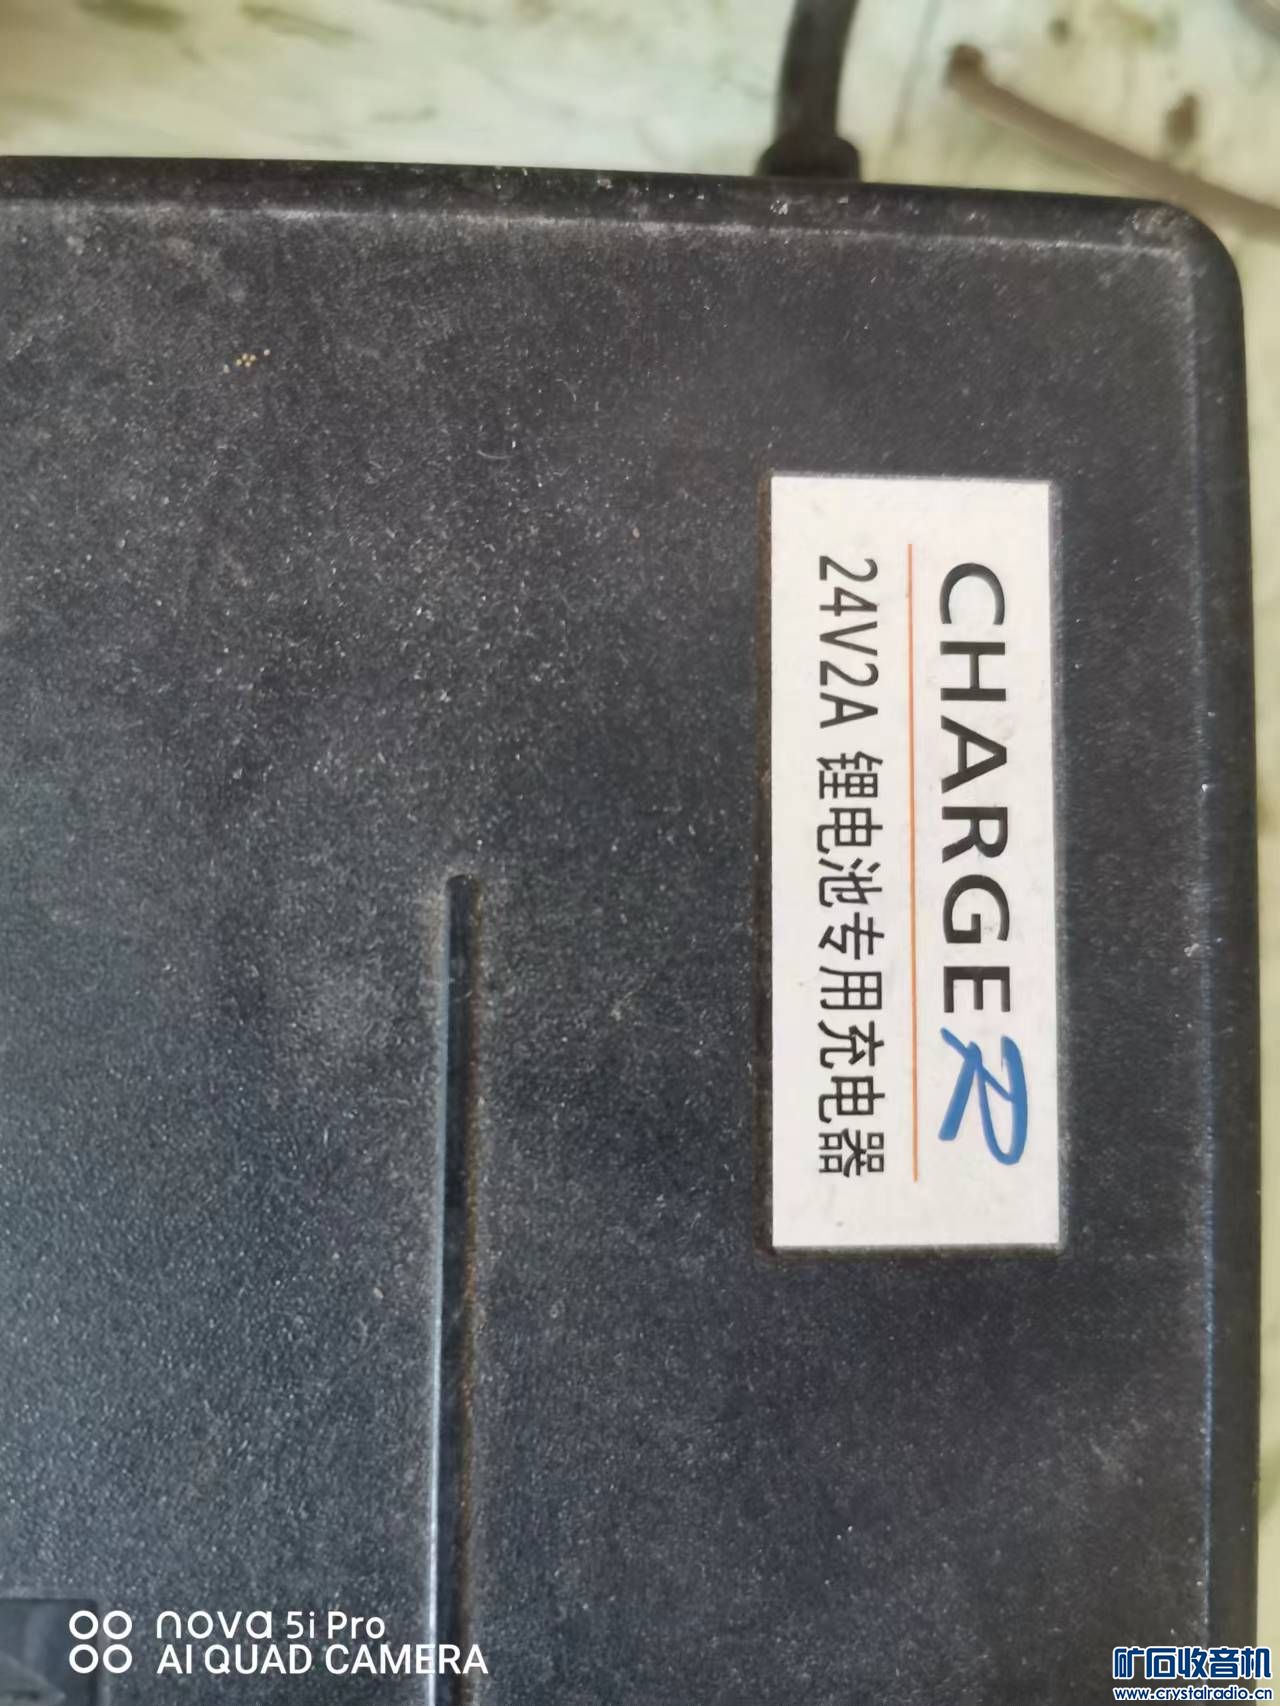 CHARGER
24V2A 锂电池专用充电器
nova 5i Pro
AI QUAD CAMERA
矿石收音机
www.crystalradio.cn